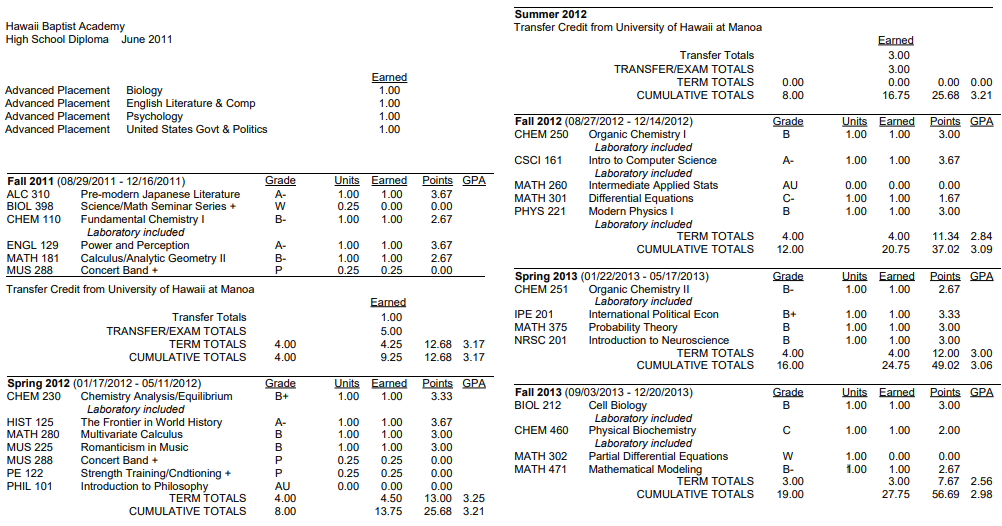 Hawaii Baptist Academy
High School Diploma June 2011
Earned
Advanced Placement Biology 1.00
Advanced Placement English Literature & Comp 1.00
Advanced Placement Psychology 1.00
Advanced Placement United States Govt & Politics 1.00
Fall 2011 (08/29/2011 - 12/16/2011) Grade Units Earned Points GPA
ALC 310 Pre-modern Japanese Literature A- 1.00 1.00 3.67
BIOL 398 Science/Math Seminar Series + W 0.25 0.00 0.00
CHEM 110 Fundamental Chemistry I B- 1.00 1.00 2.67
Laboratory included
ENGL 129 Power and Perception A- 1.00 1.00 3.67
MATH 181 Calculus/Analytic Geometry II B- 1.00 1.00 2.67
MUS 288 Concert Band + P 0.25 0.25 0.00
Transfer Credit from University of Hawaii at Manoa
Earned
Transfer Totals 1.00
TRANSFER/EXAM TOTALS 5.00
TERM TOTALS 4.00 4.25 12.68 3.17
CUMULATIVE TOTALS 4.00 9.25 12.68 3.17
Spring 2012 (01/17/2012 - 05/11/2012) Grade Units Earned Points GPA
CHEM 230 Chemistry Analysis/Equilibrium B+ 1.00 1.00 3.33
Laboratory included
HIST 125 The Frontier in World History A- 1.00 1.00 3.67
MATH 280 Multivariate Calculus B 1.00 1.00 3.00
MUS 225 Romanticism in Music B 1.00 1.00 3.00
MUS 288 Concert Band + P 0.25 0.25 0.00
PE 122 Strength Training/Cndtioning + P 0.25 0.25 0.00
PHIL 101 Introduction to Philosophy AU 0.00 0.00 0.00
TERM TOTALS 4.00 4.50 13.00 3.25
CUMULATIVE TOTALS 8.00 13.75 25.68 3.21
Summer 2012
Transfer Credit from University of Hawaii at Manoa
Earned
Transfer Totals 3.00
TRANSFER/EXAM TOTALS 3.00
TERM TOTALS 0.00 0.00 0.00 0.00
CUMULATIVE TOTALS 8.00 16.75 25.68 3.21
Fall 2012 (08/27/2012 - 12/14/2012) Grade Units Earned Points GPA
CHEM 250 Organic Chemistry I B 1.00 1.00 3.00
Laboratory included
CSCI 161 Intro to Computer Science A- 1.00 1.00 3.67
Laboratory included
MATH 260 Intermediate Applied Stats AU 0.00 0.00 0.00
MATH 301 Differential Equations C- 1.00 1.00 1.67
PHYS 221 Modern Physics I B 1.00 1.00 3.00
Laboratory included
TERM TOTALS 4.00 4.00 11.34 2.84
CUMULATIVE TOTALS 12.00 20.75 37.02 3.09
Spring 2013 (01/22/2013 - 05/17/2013) Grade Units Earned Points GPA
CHEM 251 Organic Chemistry II B- 1.00 1.00 2.67
Laboratory included
IPE 201 International Political Econ B+ 1.00 1.00 3.33
MATH 375 Probability Theory B 1.00 1.00 3.00
NRSC 201 Introduction to Neuroscience B 1.00 1.00 3.00
TERM TOTALS 4.00 4.00 12.00 3.00
CUMULATIVE TOTALS 16.00 24.75 49.02 3.06
Fall 2013 (09/03/2013 - 12/20/2013) Grade Units Earned Points GPA
BIOL 212 Cell Biology B 1.00 1.00 3.00
Laboratory included
CHEM 460 Physical Biochemistry C 1.00 1.00 2.00
Laboratory included
MATH 302 Partial Differential Equations W 1.00 0.00 0.00
MATH 471 Mathematical Modeling B- 1.00 1.00 2.67
TERM TOTALS 3.00 3.00 7.67 2.56
CUMULATIVE TOTALS 19.00 27.75 56.69 2.98